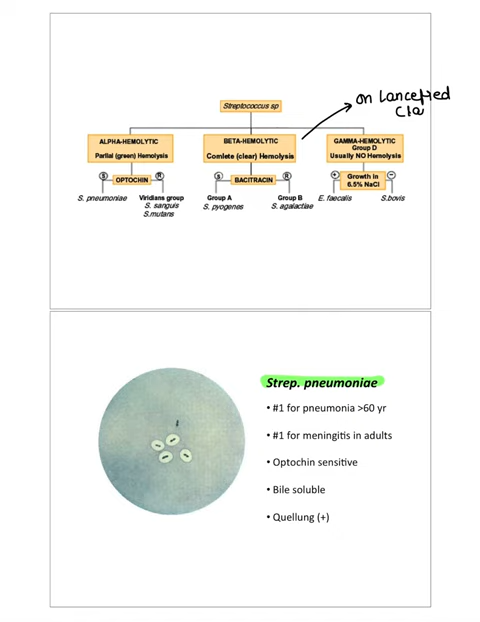 Streptococcus sp
on Lancefied
Cla
ALPHA-HEMOLYTIC
Partial (green) Hemolysis
BETA-HEMOLYTIC
Comlete (clear) Hemolysis
GAMMA-HEMOLYTIC
Group D
Usually NO Hemolysis
S OPTOCHIN R
S BACITRACIN R
+ Growth in 6.5% NaCl −
S. pneumoniae
Viridians group
S. sanguis
S.mutans
Group A
S. pyogenes
Group B
S. agalactiae
E. faecalis
S.bovis
Strep. pneumoniae
• #1 for pneumonia >60 yr
• #1 for meningitis in adults
• Optochin sensitive
• Bile soluble
• Quellung (+)